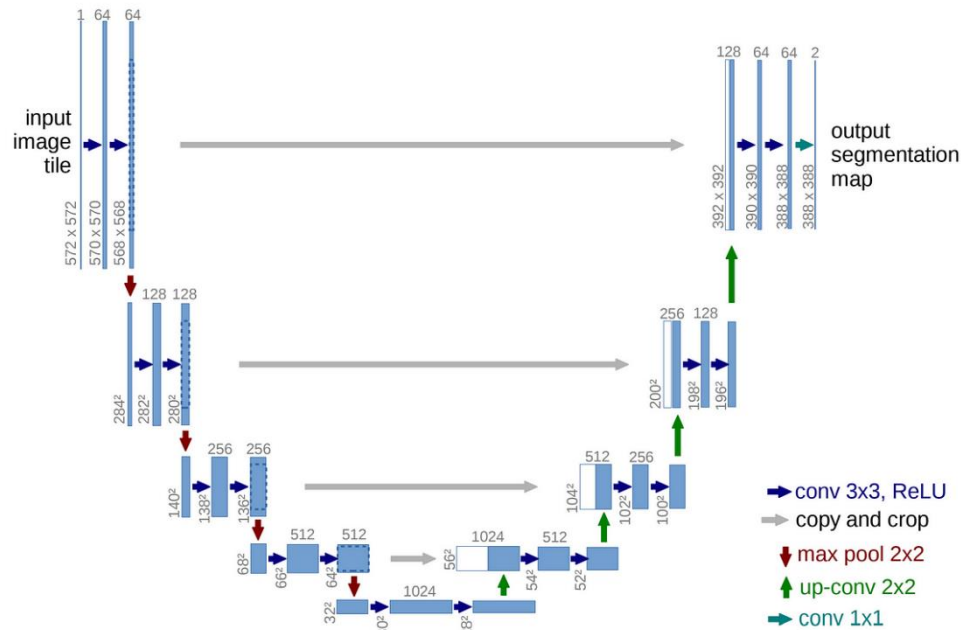 1 64 64
input
image
tile
572 x 572
570 x 570
568 x 568
128 64 64 2
392 x 392
390 x 390
388 x 388
388 x 388
output
segmentation
map
128 128
284²
282²
280²
256 128
200²
198²
196²
256 256
140²
138²
136²
512 256
104²
102²
100²
512 512
68²
66²
64²
1024 512
56²
54²
52²
1024
32²
conv 3x3, ReLU
copy and crop
max pool 2x2
up-conv 2x2
conv 1x1